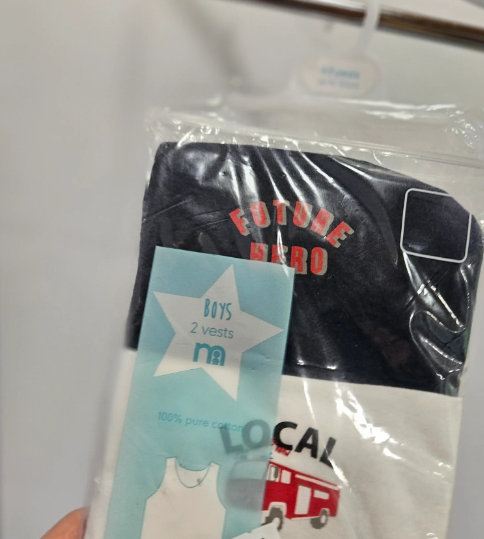 FUTURE
HERO
BOYS
2 vests
m
100% pure cotton
LOCAL